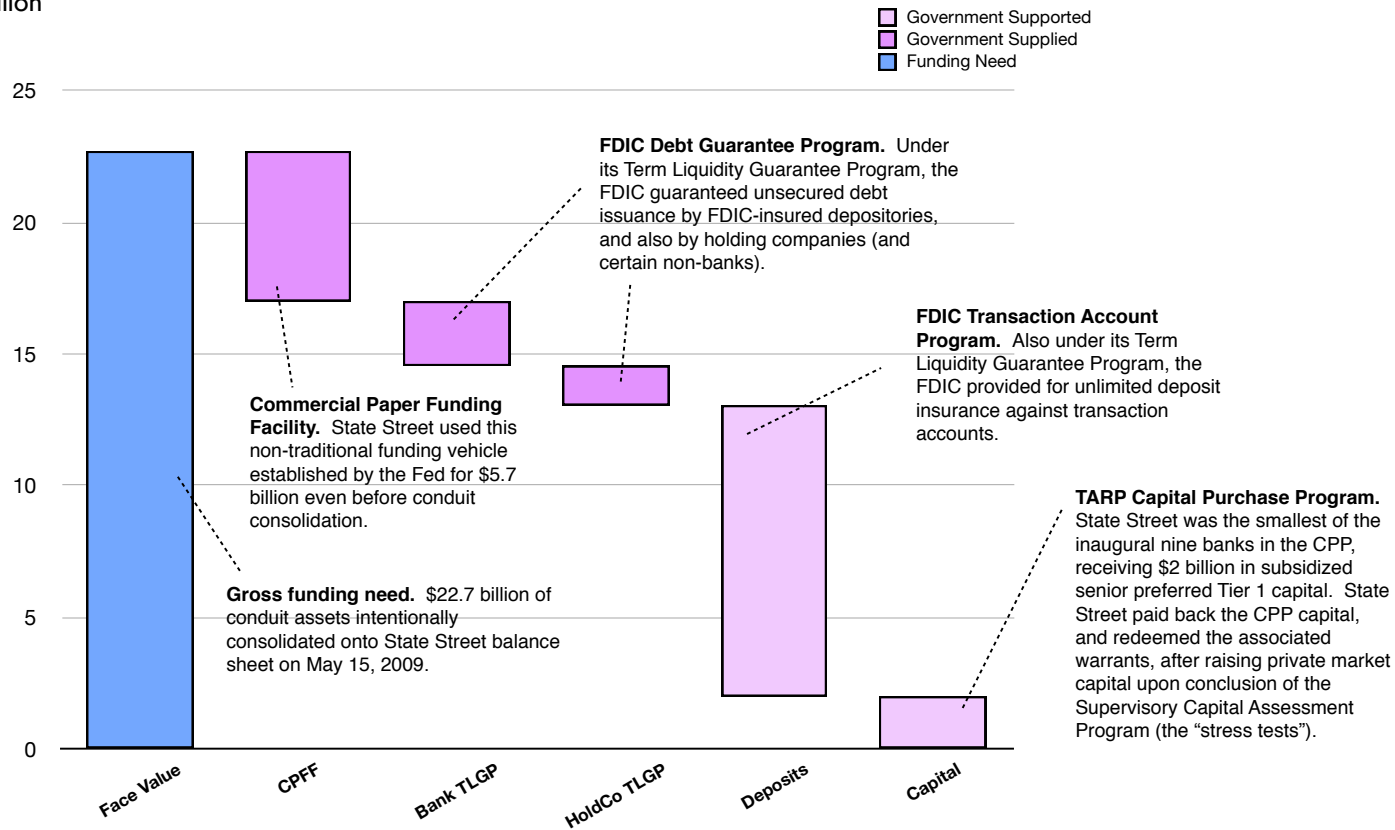 Government Supported
Government Supplied
Funding Need
25
20
15
10
5
0
FDIC Debt Guarantee Program.  Under
its Term Liquidity Guarantee Program, the
FDIC guaranteed unsecured debt
issuance by FDIC-insured depositories,
and also by holding companies (and
certain non-banks).
FDIC Transaction Account
Program.  Also under its Term
Liquidity Guarantee Program, the
FDIC provided for unlimited deposit
insurance against transaction
accounts.
Commercial Paper Funding
Facility.  State Street used this
non-traditional funding vehicle
established by the Fed for $5.7
billion even before conduit
consolidation.
TARP Capital Purchase Program.
State Street was the smallest of the
inaugural nine banks in the CPP,
receiving $2 billion in subsidized
senior preferred Tier 1 capital.  State
Street paid back the CPP capital,
and redeemed the associated
warrants, after raising private market
capital upon conclusion of the
Supervisory Capital Assessment
Program (the “stress tests”).
Gross funding need.  $22.7 billion of
conduit assets intentionally
consolidated onto State Street balance
sheet on May 15, 2009.
Face Value
CPFF
Bank TLGP
HoldCo TLGP
Deposits
Capital